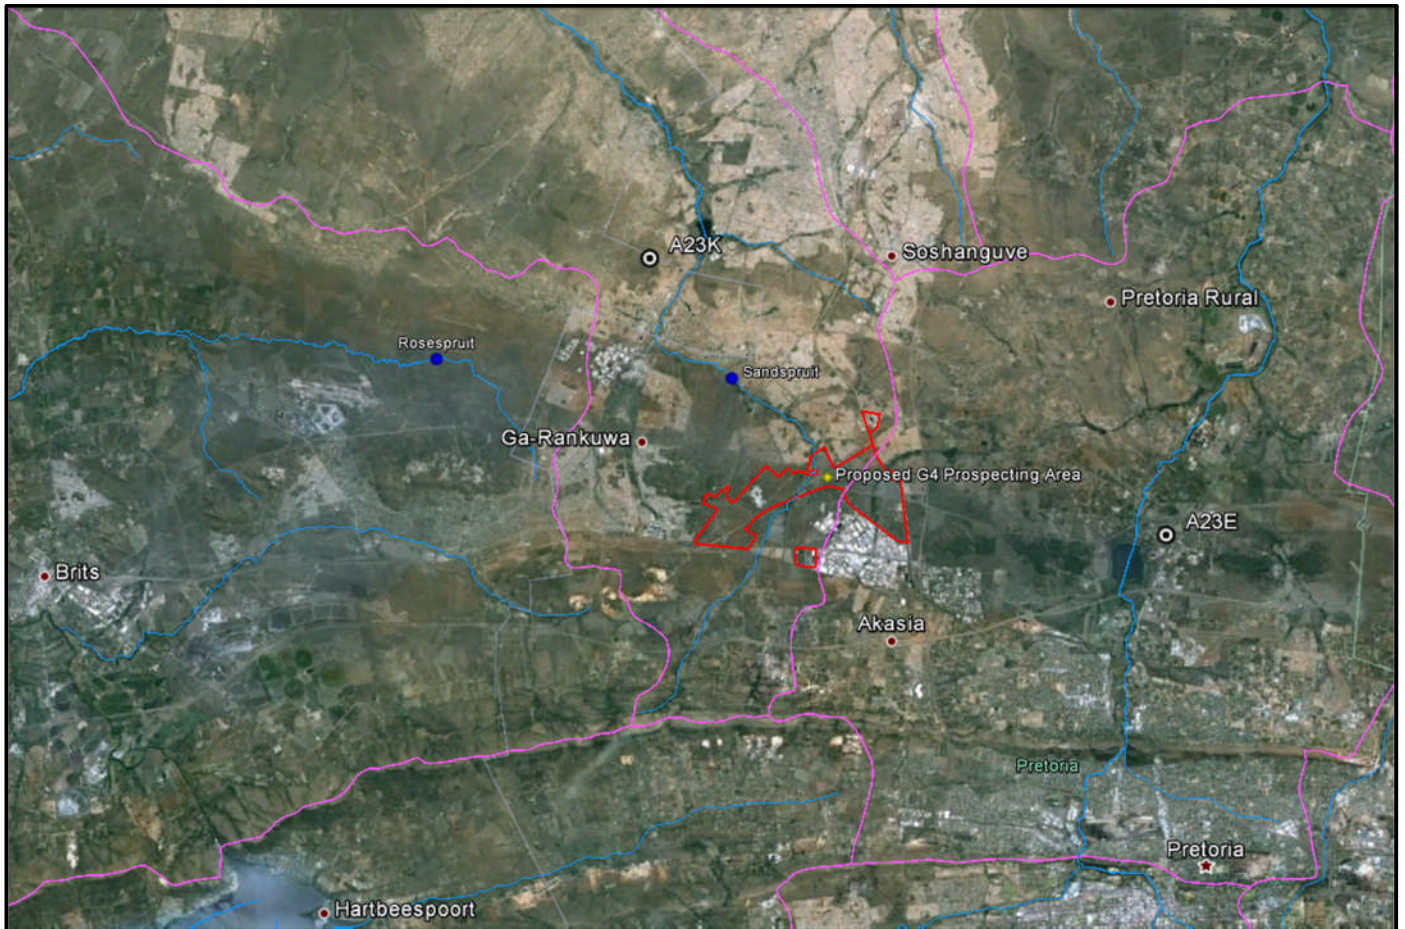 A23K
Soshanguve
Pretoria Rural
Rosespruit
Sandspruit
Ga-Rankuwa
Proposed G4 Prospecting Area
A23E
Brits
Akasia
Pretoria
Pretoria
Hartbeespoort